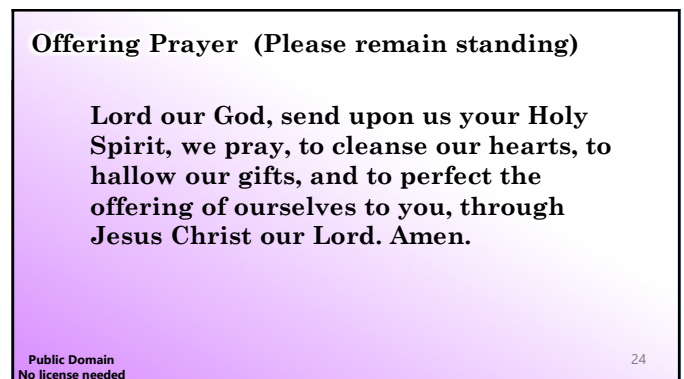 Offering Prayer (Please remain standing)
Lord our God, send upon us your Holy
Spirit, we pray, to cleanse our hearts, to
hallow our gifts, and to perfect the
offering of ourselves to you, through
Jesus Christ our Lord. Amen.
Public Domain
No license needed
24